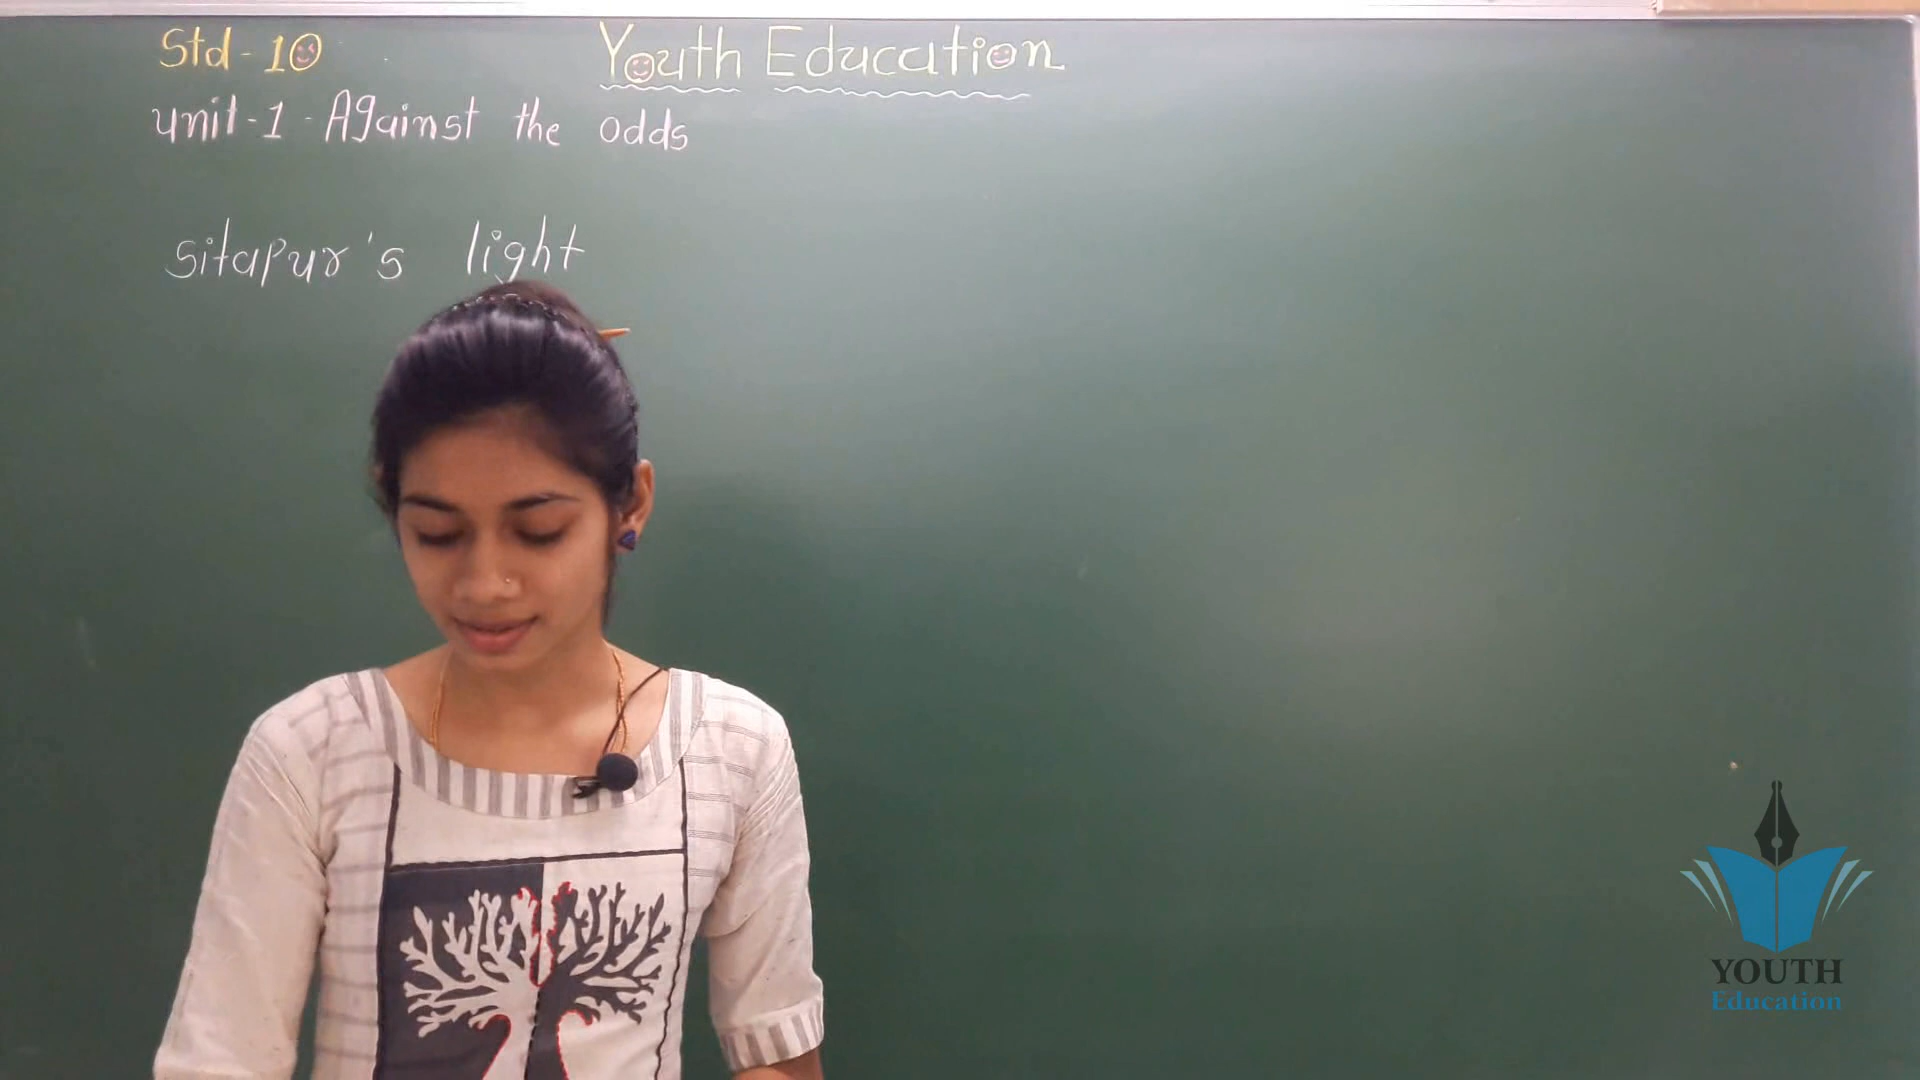 Std - 10
Youth Education
unit - 1 - Against the odds
sitapur's light
YOUTH
Education